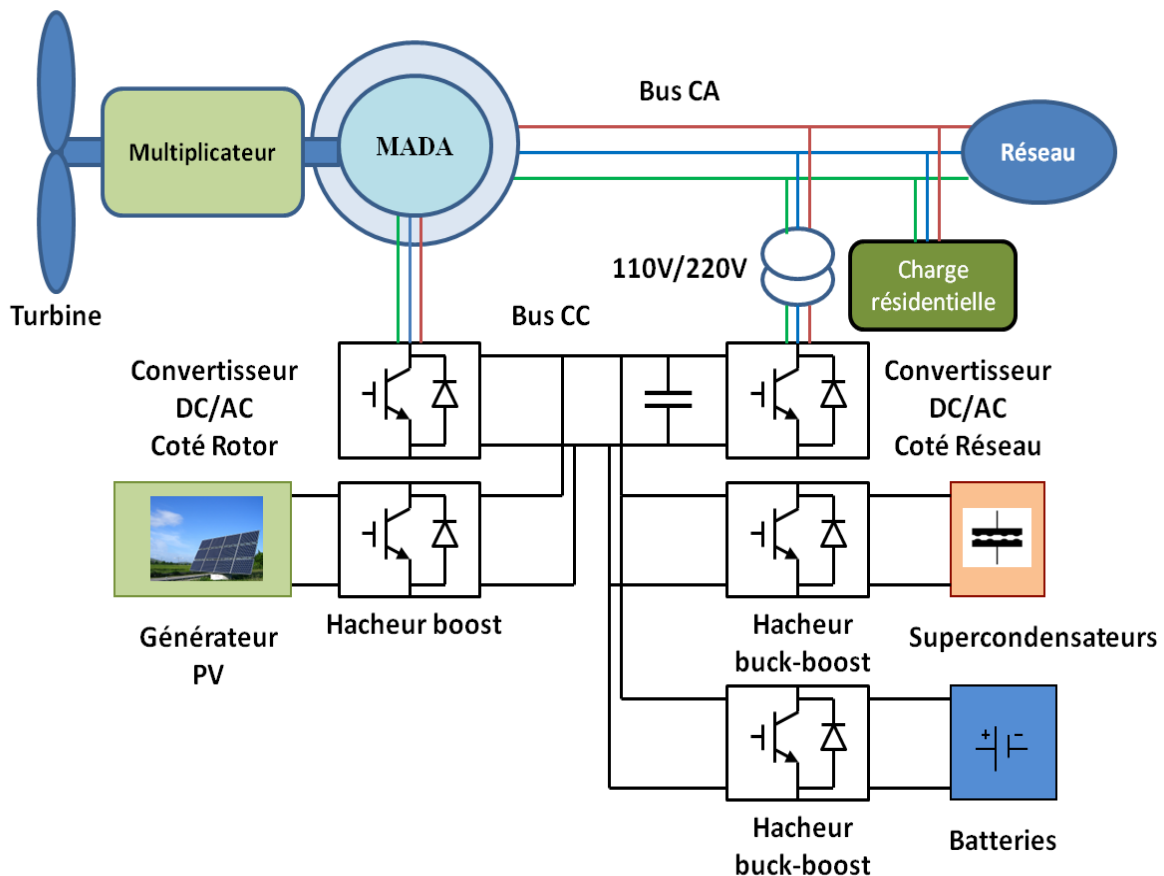 Bus CA
Multiplicateur
MADA
Réseau
110V/220V
Charge
résidentielle
Turbine
Bus CC
Convertisseur
DC/AC
Coté Rotor
Convertisseur
DC/AC
Coté Réseau
Générateur
PV
Hacheur boost
Hacheur
buck-boost
Supercondensateurs
+ -
Hacheur
buck-boost
Batteries